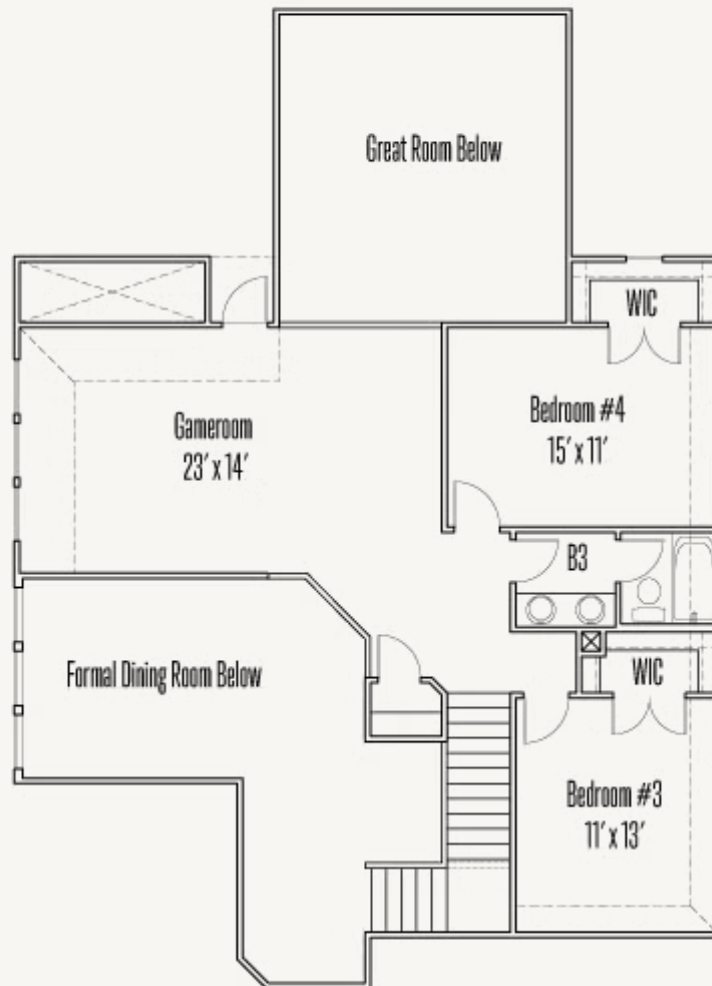 Great Room Below
WIC
Bedroom #4
15' x 11'
Gameroom
23' x 14'
B3
Formal Dining Room Below
WIC
Bedroom #3
11' x 13'